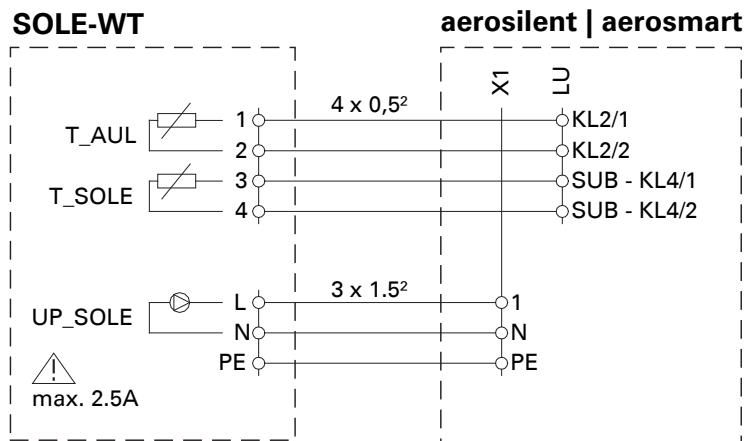 SOLE-WT
aerosilent | aerosmart
X1
LU
4 x 0,5²
T_AUL
1
KL2/1
2
KL2/2
T_SOLE
3
SUB - KL4/1
4
SUB - KL4/2
3 x 1.5²
UP_SOLE
L
1
N
N
PE
PE
max. 2.5A